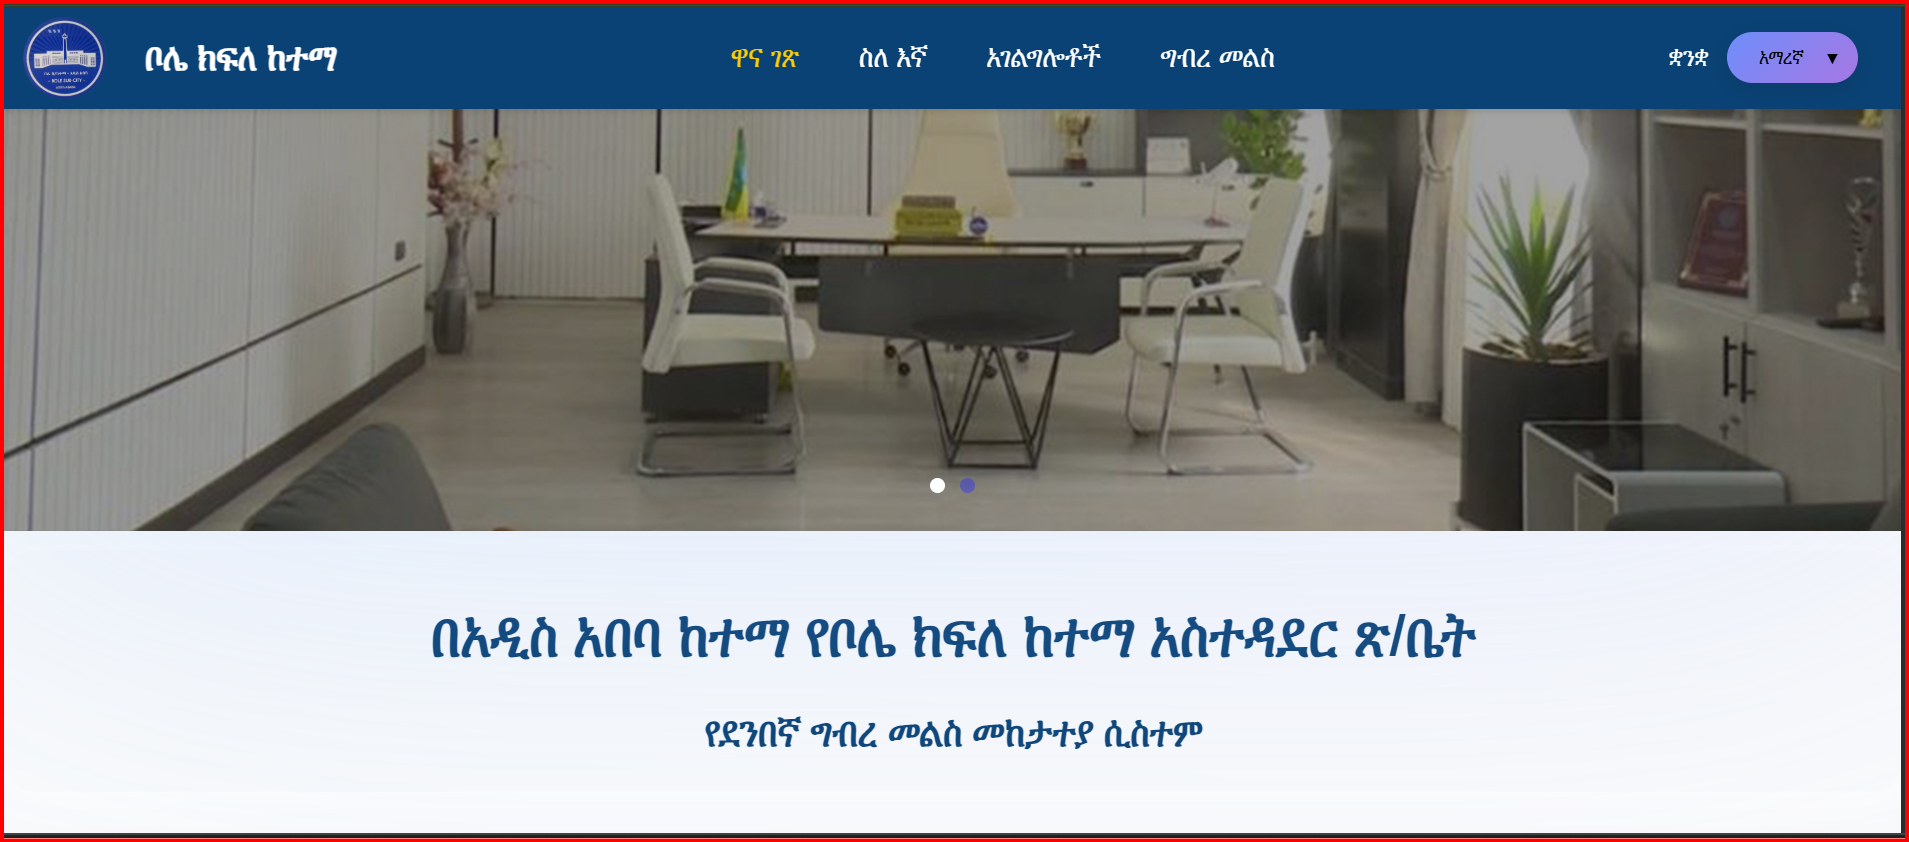 ቦሌ ክፍለ ከተማ
ዋና ገጽ ስለ እኛ አገልግሎቶች ግብረ መልስ
ቋንቋ አማረኛ ▼
በአዲስ አበባ ከተማ የቦሌ ክፍለ ከተማ አስተዳደር ጽ/ቤት
የደንበኛ ግብረ መልስ መከታተያ ሲስተም